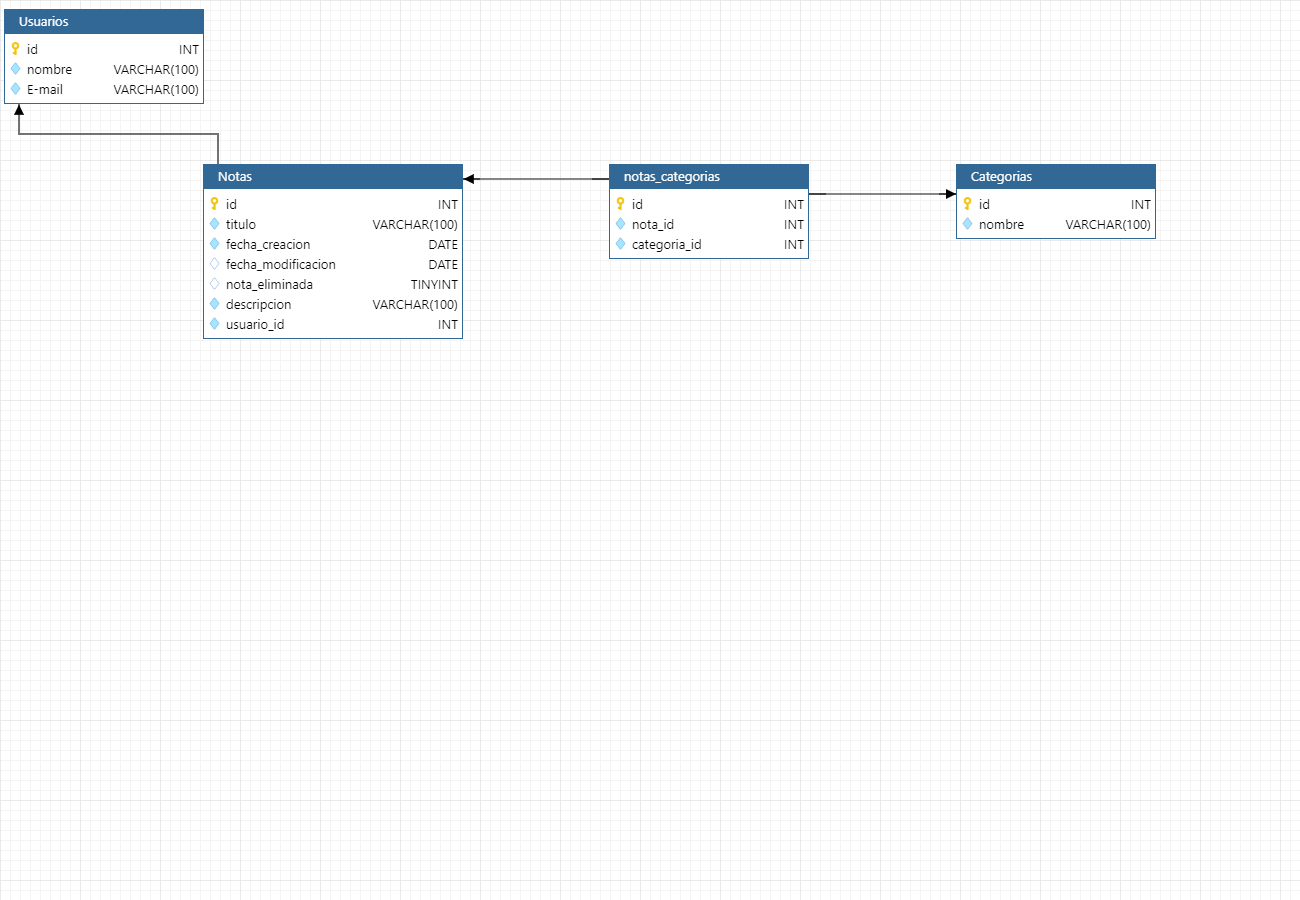 Usuarios
id INT
nombre VARCHAR(100)
E-mail VARCHAR(100)
Notas
id INT
titulo VARCHAR(100)
fecha_creacion DATE
fecha_modificacion DATE
nota_eliminada TINYINT
descripcion VARCHAR(100)
usuario_id INT
notas_categorias
id INT
nota_id INT
categoria_id INT
Categorias
id INT
nombre VARCHAR(100)